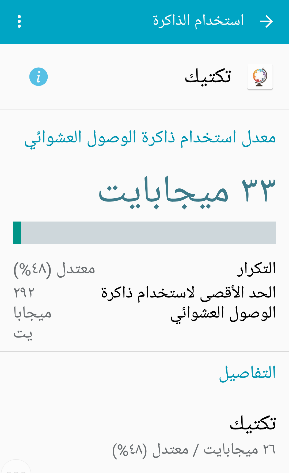 استخدام الذاكرة
تكتيك
معدل استخدام ذاكرة الوصول العشوائي
٣٣ ميجابايت
التكرار معتدل (٤٨%)
الحد الأقصى لاستخدام ذاكرة ٢٩٢
الوصول العشوائي ميجابا
يت
التفاصيل
تكتيك
٢٦ ميجابايت / معتدل (٤٨%)